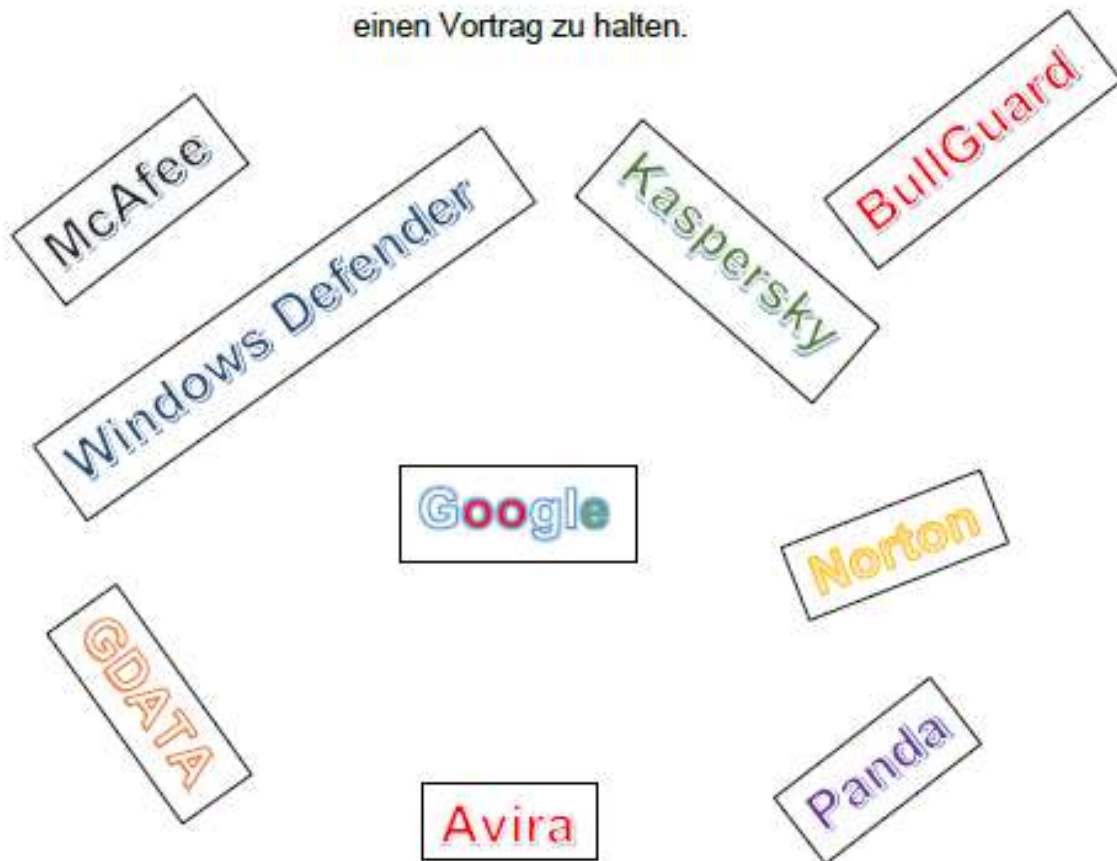 einen Vortrag zu halten.
McAfee
Windows Defender
Kaspersky
BullGuard
Google
Norton
GDATA
Avira
Panda